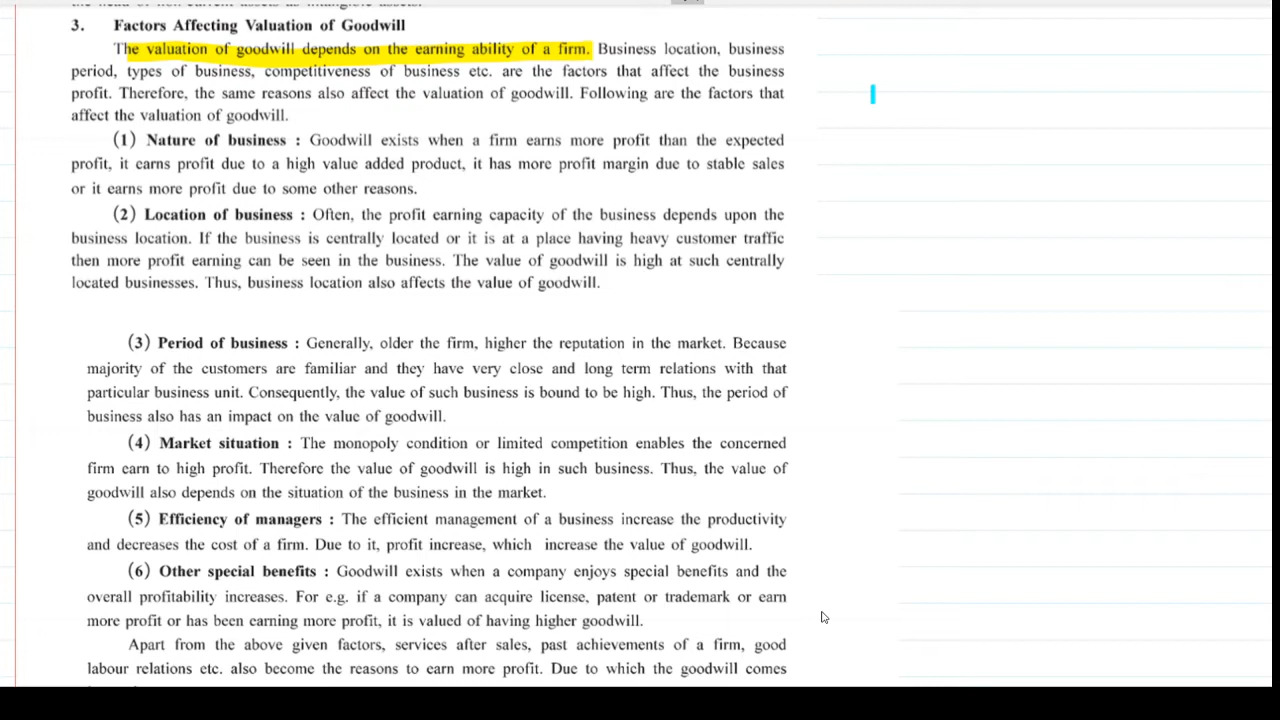 the head of non-current assets as intangible assets.
3. Factors Affecting Valuation of Goodwill
The valuation of goodwill depends on the earning ability of a firm. Business location, business
period, types of business, competitiveness of business etc. are the factors that affect the business
profit. Therefore, the same reasons also affect the valuation of goodwill. Following are the factors that
affect the valuation of goodwill.
(1) Nature of business : Goodwill exists when a firm earns more profit than the expected
profit, it earns profit due to a high value added product, it has more profit margin due to stable sales
or it earns more profit due to some other reasons.
(2) Location of business : Often, the profit earning capacity of the business depends upon the
business location. If the business is centrally located or it is at a place having heavy customer traffic
then more profit earning can be seen in the business. The value of goodwill is high at such centrally
located businesses. Thus, business location also affects the value of goodwill.
(3) Period of business : Generally, older the firm, higher the reputation in the market. Because
majority of the customers are familiar and they have very close and long term relations with that
particular business unit. Consequently, the value of such business is bound to be high. Thus, the period of
business also has an impact on the value of goodwill.
(4) Market situation : The monopoly condition or limited competition enables the concerned
firm earn to high profit. Therefore the value of goodwill is high in such business. Thus, the value of
goodwill also depends on the situation of the business in the market.
(5) Efficiency of managers : The efficient management of a business increase the productivity
and decreases the cost of a firm. Due to it, profit increase, which increase the value of goodwill.
(6) Other special benefits : Goodwill exists when a company enjoys special benefits and the
overall profitability increases. For e.g. if a company can acquire license, patent or trademark or earn
more profit or has been earning more profit, it is valued of having higher goodwill.
Apart from the above given factors, services after sales, past achievements of a firm, good
labour relations etc. also become the reasons to earn more profit. Due to which the goodwill comes